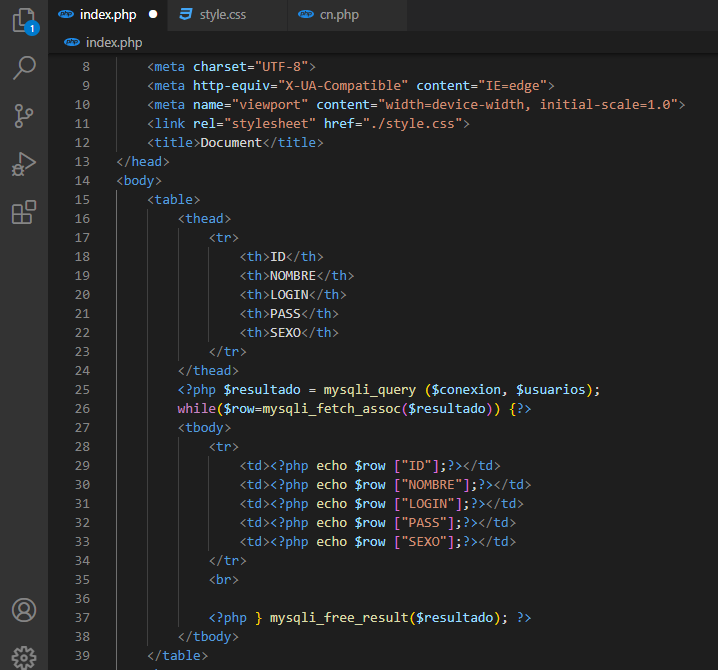 index.php
style.css
cn.php
1
index.php
8 <meta charset="UTF-8">
9 <meta http-equiv="X-UA-Compatible" content="IE=edge">
10 <meta name="viewport" content="width=device-width, initial-scale=1.0">
11 <link rel="stylesheet" href="./style.css">
12 <title>Document</title>
13 </head>
14 <body>
15 <table>
16 <thead>
17 <tr>
18 <th>ID</th>
19 <th>NOMBRE</th>
20 <th>LOGIN</th>
21 <th>PASS</th>
22 <th>SEXO</th>
23 </tr>
24 </thead>
25 <?php $resultado = mysqli_query ($conexion, $usuarios);
26 while($row=mysqli_fetch_assoc($resultado)) {?>
27 <tbody>
28 <tr>
29 <td><?php echo $row ["ID"];?></td>
30 <td><?php echo $row ["NOMBRE"];?></td>
31 <td><?php echo $row ["LOGIN"];?></td>
32 <td><?php echo $row ["PASS"];?></td>
33 <td><?php echo $row ["SEXO"];?></td>
34 </tr>
35 <br>
36
37 <?php } mysqli_free_result($resultado); ?>
38 </tbody>
39 </table>